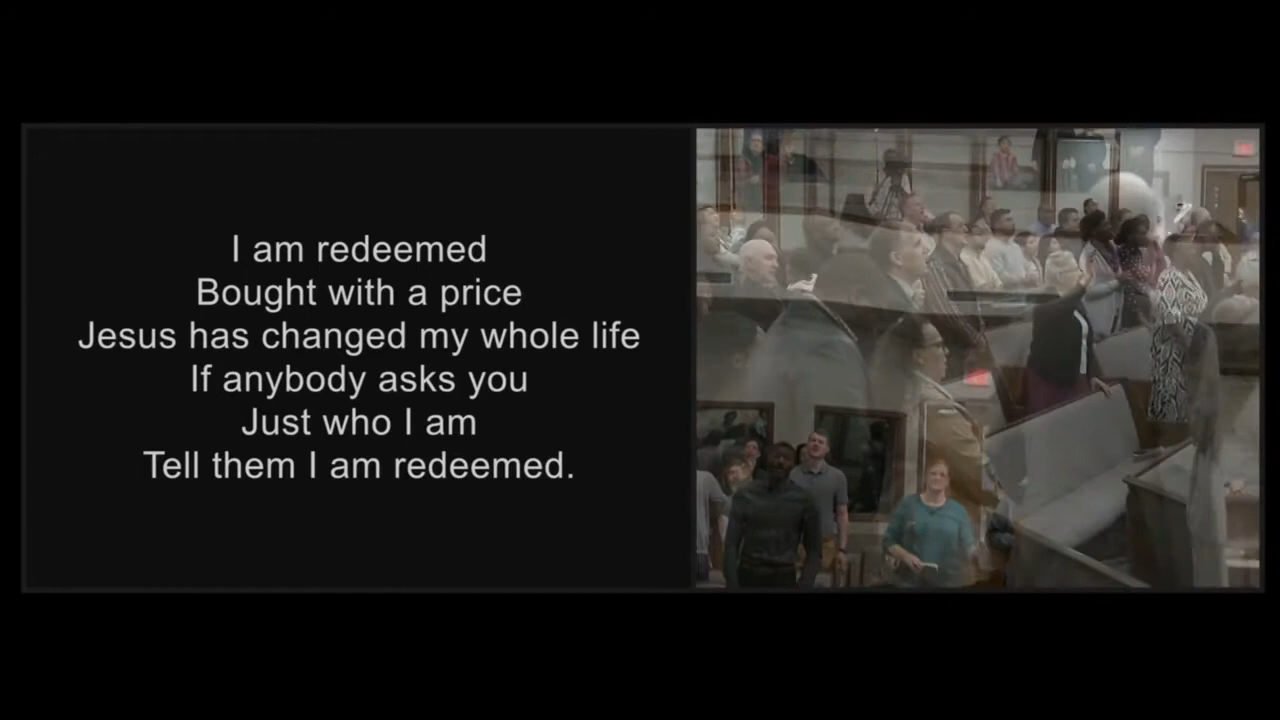 I am redeemed
Bought with a price
Jesus has changed my whole life
If anybody asks you
Just who I am
Tell them I am redeemed.